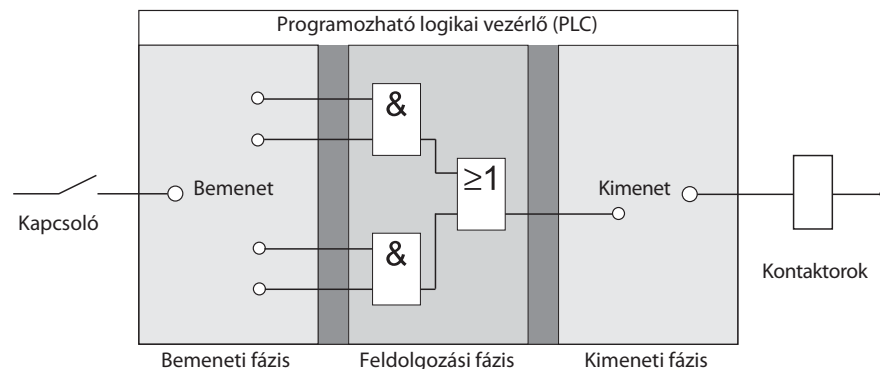 Programozható logikai vezérlő (PLC)
&
≥1
Bemenet
Kimenet
Kapcsoló
&
Kontaktorok
Bemeneti fázis
Feldolgozási fázis
Kimeneti fázis